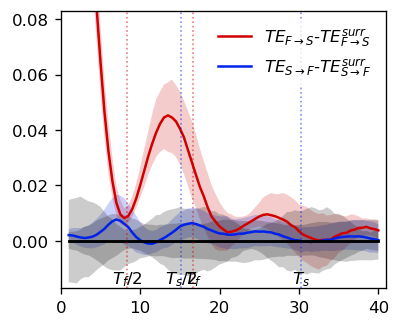 0.08
0.06
0.04
0.02
0.00
TE_{F→S}-TE^{surr}_{F→S}
TE_{S→F}-TE^{surr}_{S→F}
T_f/2 T_s/2 T_f T_s
0 10 20 30 40